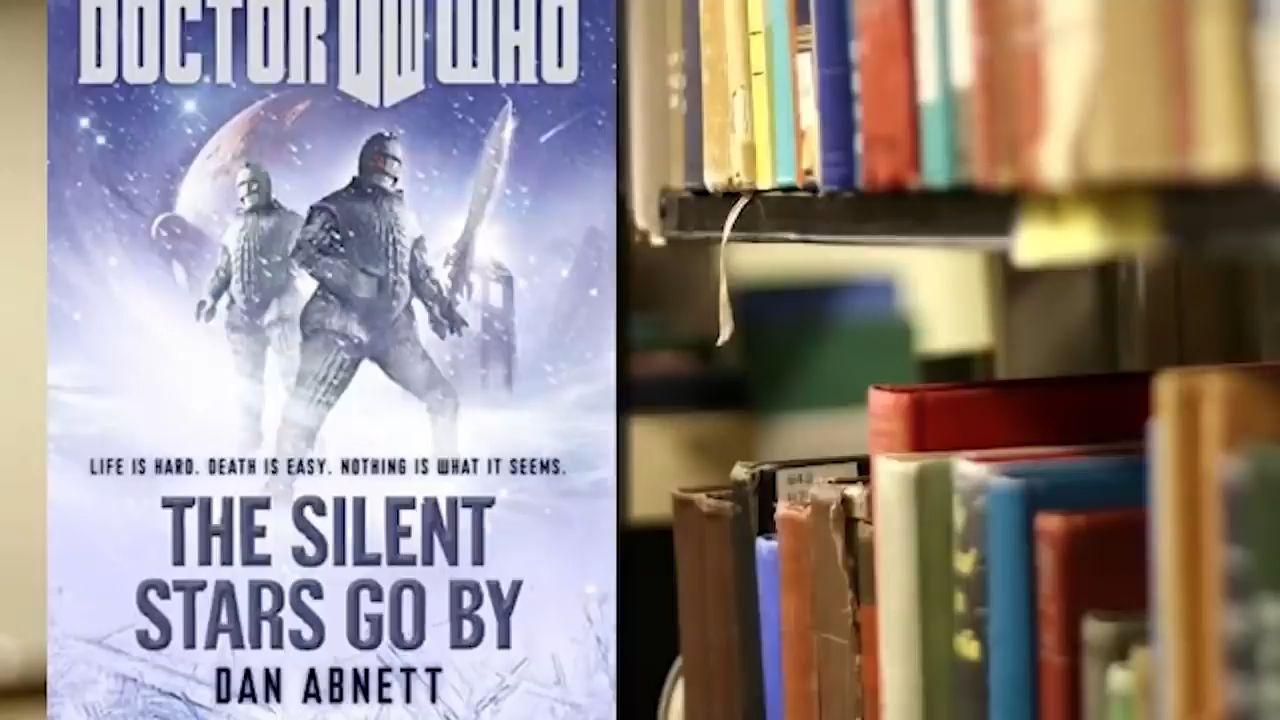 DOCTOR WHO
LIFE IS HARD. DEATH IS EASY. NOTHING IS WHAT IT SEEMS.
THE SILENT
STARS GO BY
DAN ABNETT